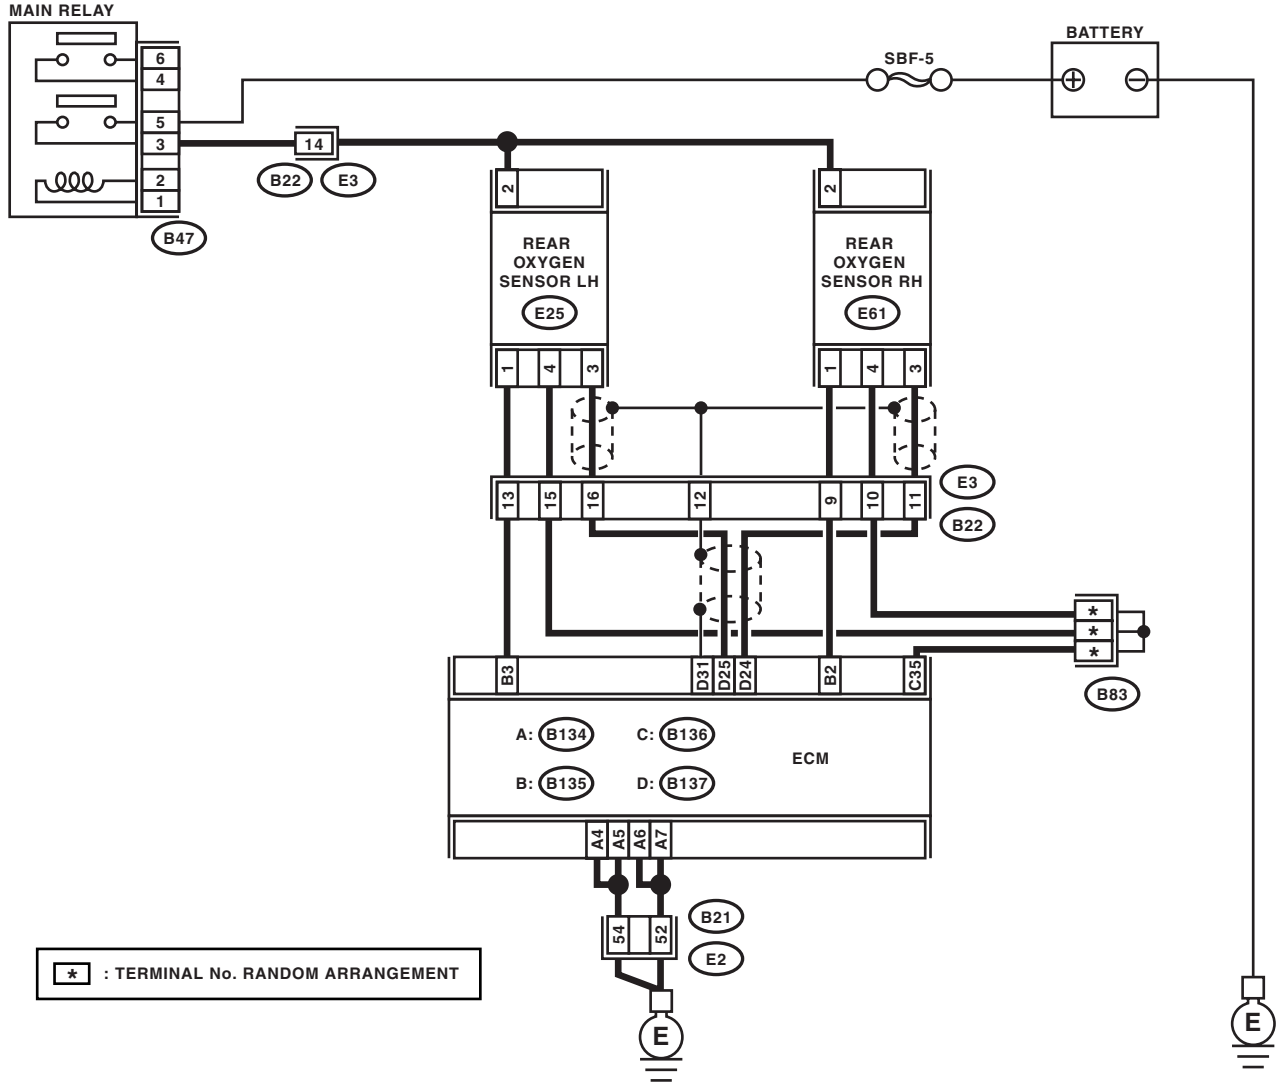 MAIN RELAY
BATTERY
SBF-5
6
4
5
3
2
1
B47
14
B22
E3
2
2
REAR
OXYGEN
SENSOR LH
E25
REAR
OXYGEN
SENSOR RH
E61
1
4
3
1
4
3
13
15
16
12
9
10
11
E3
B22
*
*
*
B83
B3
D31
D25
D24
B2
C35
A: B134
C: B136
B: B135
D: B137
ECM
A4
A5
A6
A7
54
52
B21
E2
* : TERMINAL No. RANDOM ARRANGEMENT
E
E